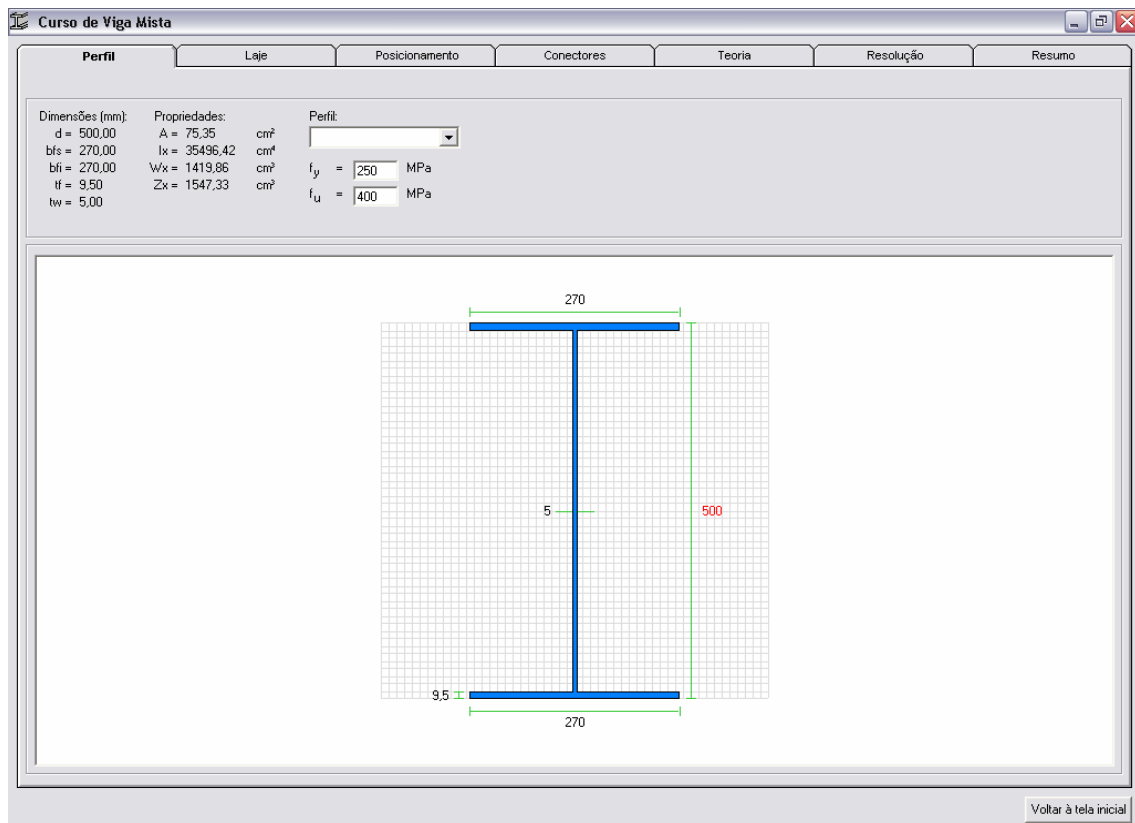 Curso de Viga Mista
Perfil Laje Posicionamento Conectores Teoria Resolução Resumo
Dimensões (mm): Propriedades: Perfil:
d = 500,00 A = 75,35 cm²
bfs = 270,00 Ix = 35496,42 cm⁴
bfi = 270,00 Wx = 1419,86 cm³ fy = 250 MPa
tf = 9,50 Zx = 1547,33 cm³
tw = 5,00 fu = 400 MPa
270
5 500
9,5
270
Voltar à tela inicial